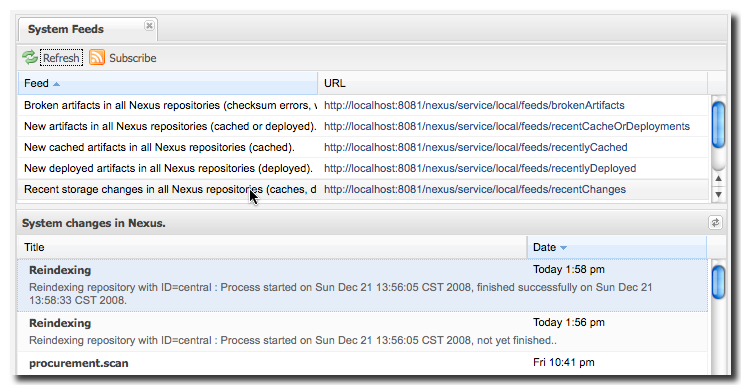 System Feeds
Refresh Subscribe
Feed URL
Broken artifacts in all Nexus repositories (checksum errors, http://localhost:8081/nexus/service/local/feeds/brokenArtifacts
New artifacts in all Nexus repositories (cached or deployed). http://localhost:8081/nexus/service/local/feeds/recentCacheOrDeployments
New cached artifacts in all Nexus repositories (cached). http://localhost:8081/nexus/service/local/feeds/recentlyCached
New deployed artifacts in all Nexus repositories (deployed). http://localhost:8081/nexus/service/local/feeds/recentlyDeployed
Recent storage changes in all Nexus repositories (caches, d http://localhost:8081/nexus/service/local/feeds/recentChanges
System changes in Nexus.
Title Date
Reindexing Today 1:58 pm
Reindexing repository with ID=central : Process started on Sun Dec 21 13:56:05 CST 2008, finished successfully on Sun Dec 21
13:58:33 CST 2008.
Reindexing Today 1:56 pm
Reindexing repository with ID=central : Process started on Sun Dec 21 13:56:05 CST 2008, not yet finished..
procurement.scan Fri 10:41 pm